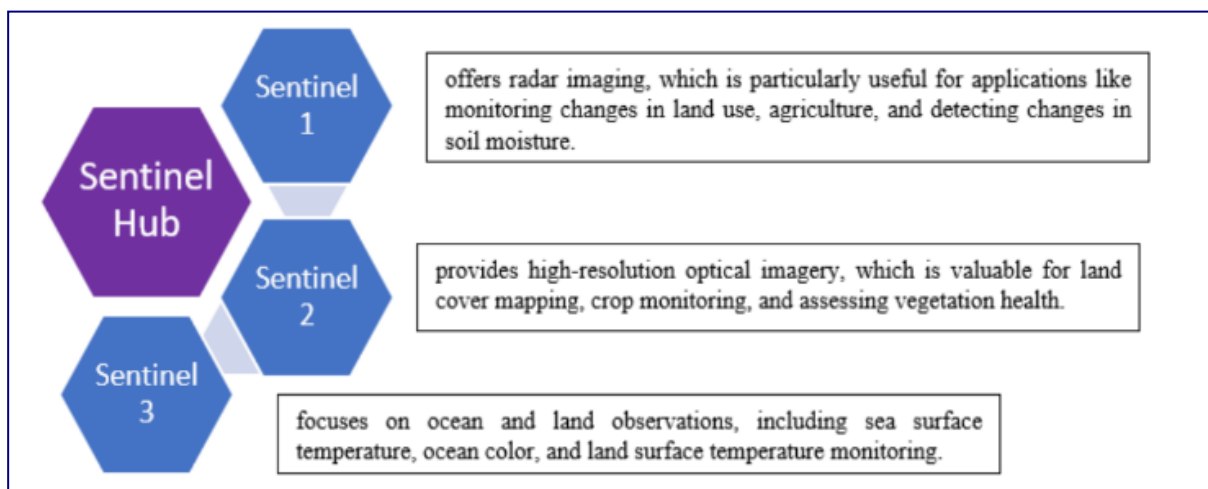 Sentinel
1
offers radar imaging, which is particularly useful for applications like
monitoring changes in land use, agriculture, and detecting changes in
soil moisture.
Sentinel
Hub
Sentinel
2
provides high-resolution optical imagery, which is valuable for land
cover mapping, crop monitoring, and assessing vegetation health.
Sentinel
3
focuses on ocean and land observations, including sea surface
temperature, ocean color, and land surface temperature monitoring.